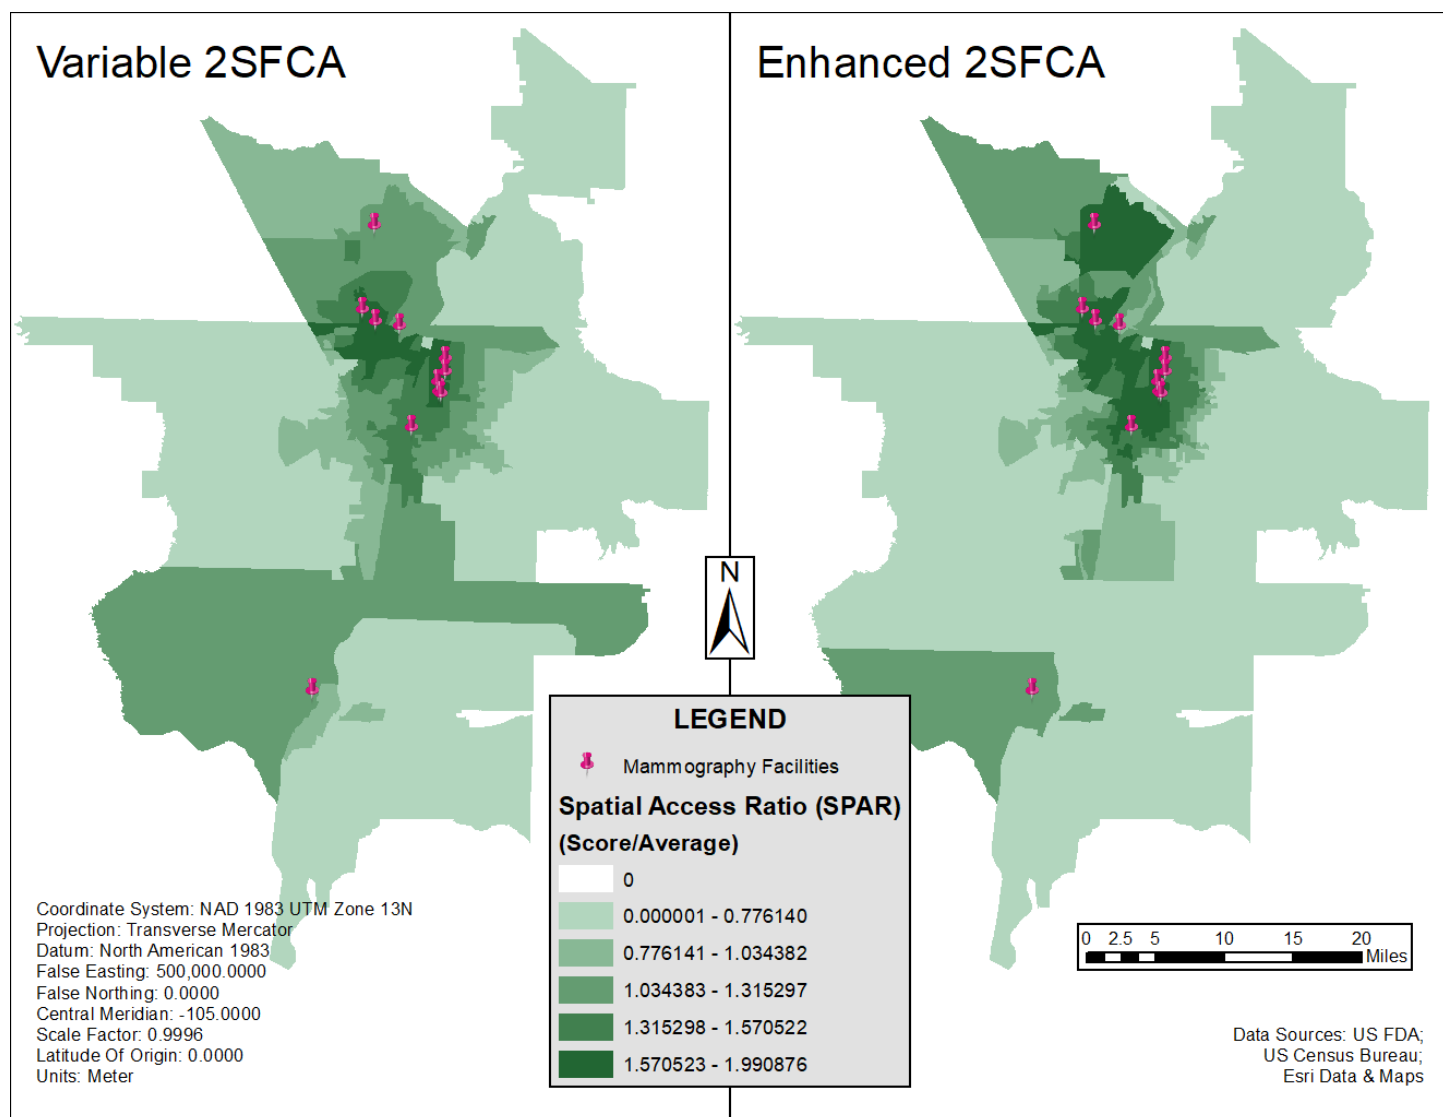 Variable 2SFCA
Enhanced 2SFCA
N
LEGEND
Mammography Facilities
Spatial Access Ratio (SPAR)
(Score/Average)
0
0.000001 - 0.776140
0.776141 - 1.034382
1.034383 - 1.315297
1.315298 - 1.570522
1.570523 - 1.990876
Coordinate System: NAD 1983 UTM Zone 13N
Projection: Transverse Mercator
Datum: North American 1983
False Easting: 500,000.0000
False Northing: 0.0000
Central Meridian: -105.0000
Scale Factor: 0.9996
Latitude Of Origin: 0.0000
Units: Meter
0 2.5 5 10 15 20
Miles
Data Sources: US FDA;
US Census Bureau;
Esri Data & Maps